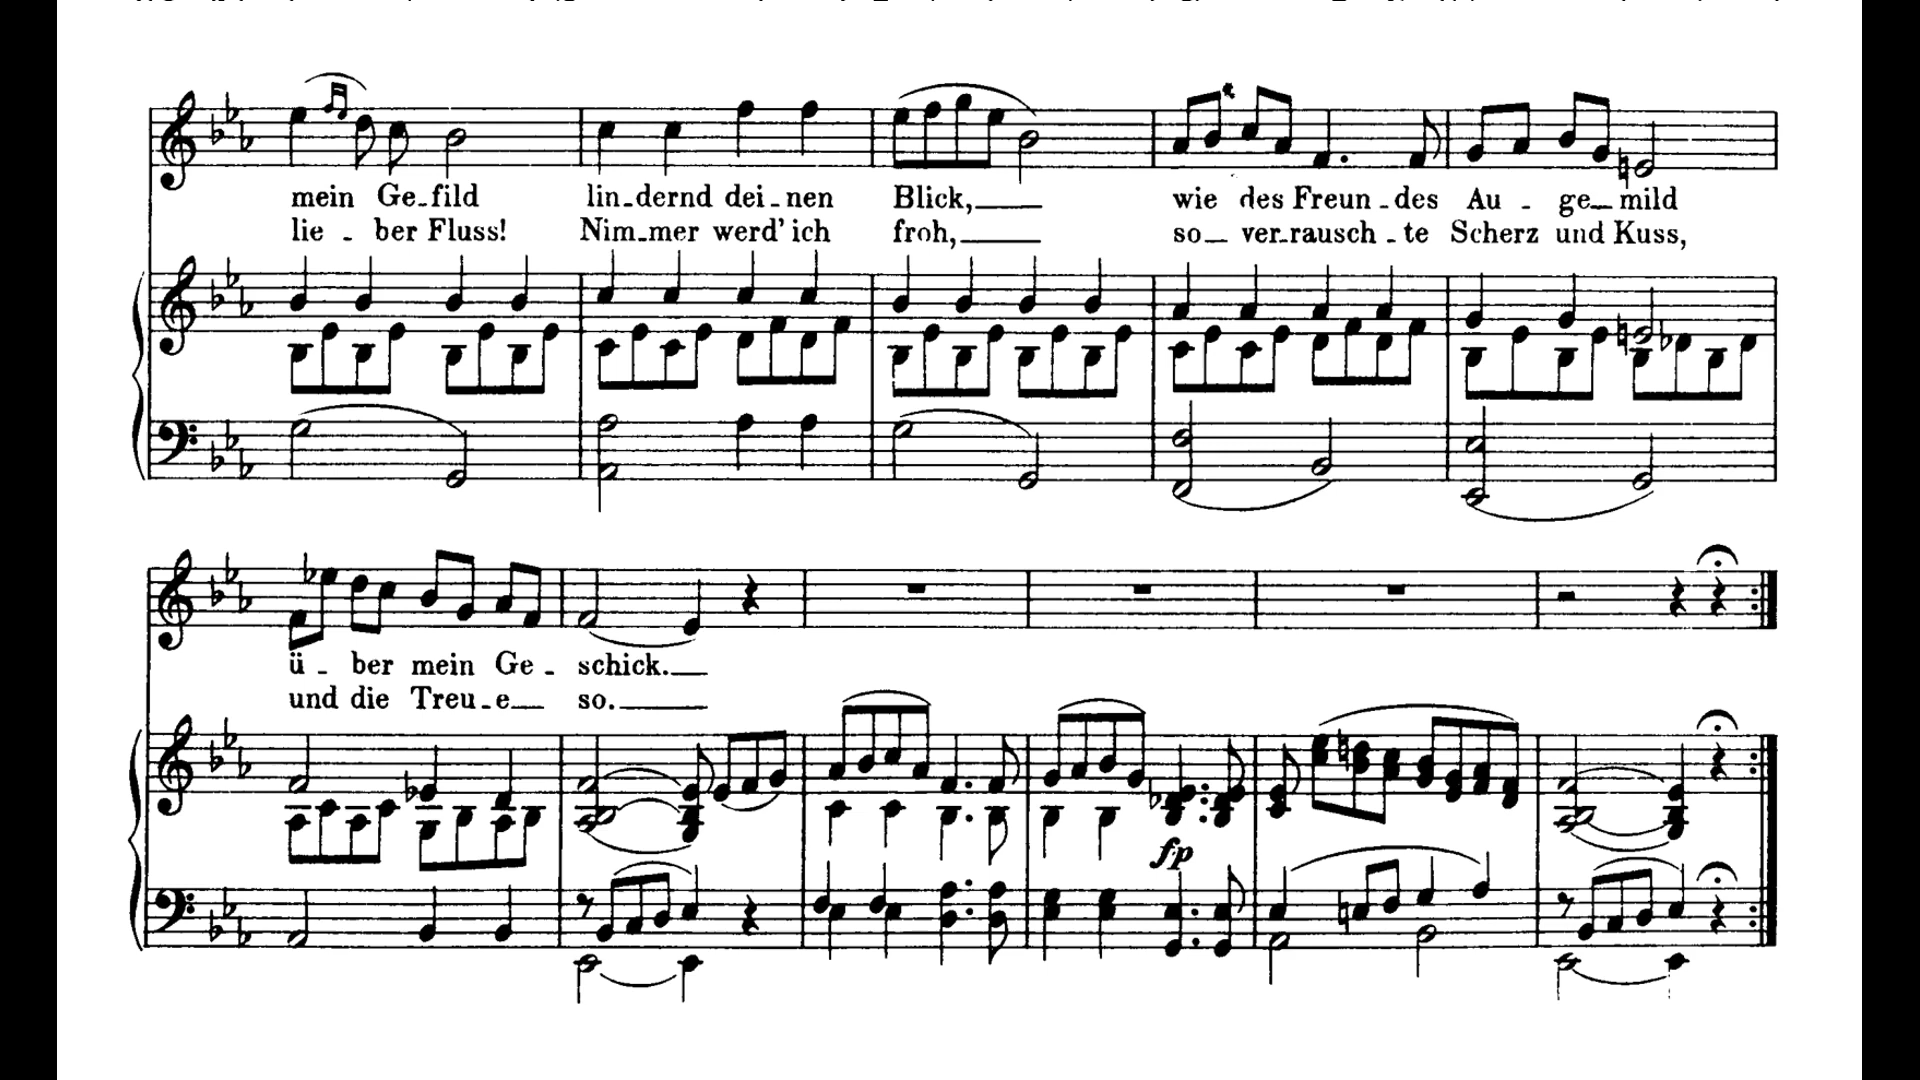 mein Ge-fild lin-dernd dei-nen Blick, wie des Freun-des Au - ge mild
lie - ber Fluss! Nim-mer werd' ich froh, so ver-rausch-te Scherz und Kuss,
ü - ber mein Ge - schick.
und die Treu-e so.
fp